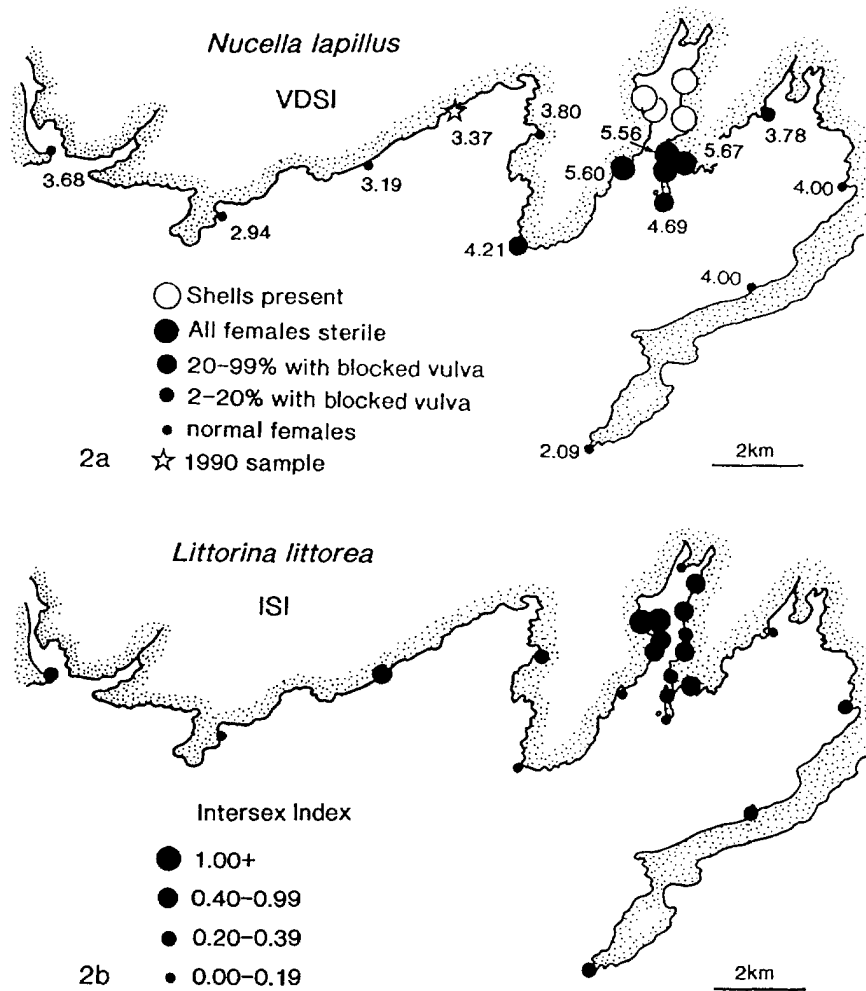 Nucella lapillus
VDSI
3.37
3.80
5.56
5.67
3.78
3.68
3.19
5.60
4.00
2.94
4.69
4.21
4.00
Shells present
All females sterile
20-99% with blocked vulva
2-20% with blocked vulva
normal females
1990 sample
2a
2.09
2km
Littorina littorea
ISI
Intersex Index
1.00+
0.40-0.99
0.20-0.39
0.00-0.19
2b
2km